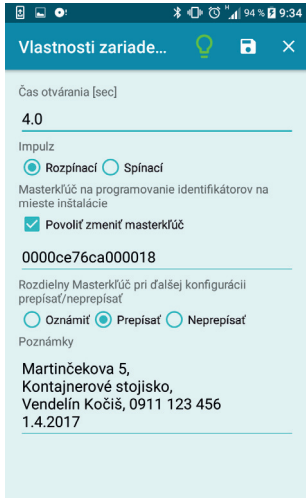 94 % 9:34
Vlastnosti zariade...
Čas otvárania [sec]
4.0
Impulz
Rozpínací Spínací
Masterkľúč na programovanie identifikátorov na
mieste inštalácie
Povoliť zmeniť masterkľúč
0000ce76ca000018
Rozdielny Masterkľúč pri ďalšej konfigurácii
prepísať/neprepísať
Oznámiť Prepísať Neprepísať
Poznámky
Martinčekova 5,
Kontajnerové stojisko,
Vendelín Kočiš, 0911 123 456
1.4.2017